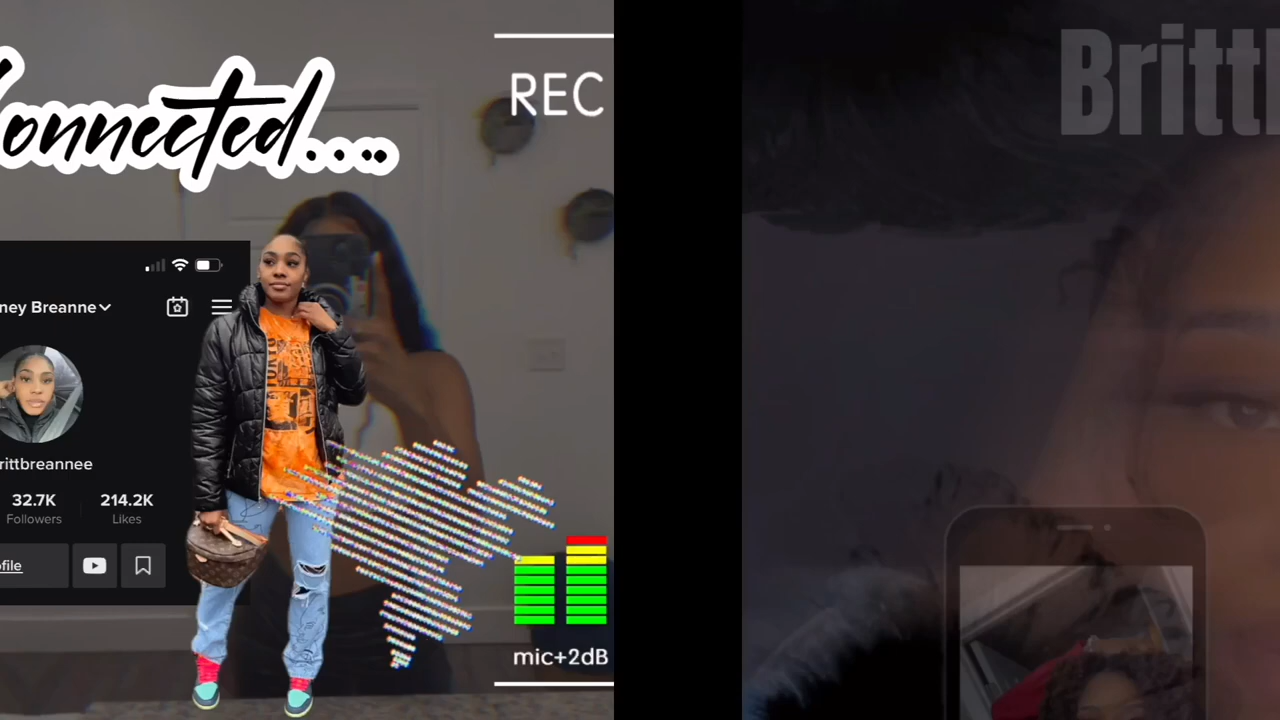 onnected....
REC
Britt
ney Breanne
rittbreannee
32.7K
214.2K
Followers
Likes
ofile
mic+2dB